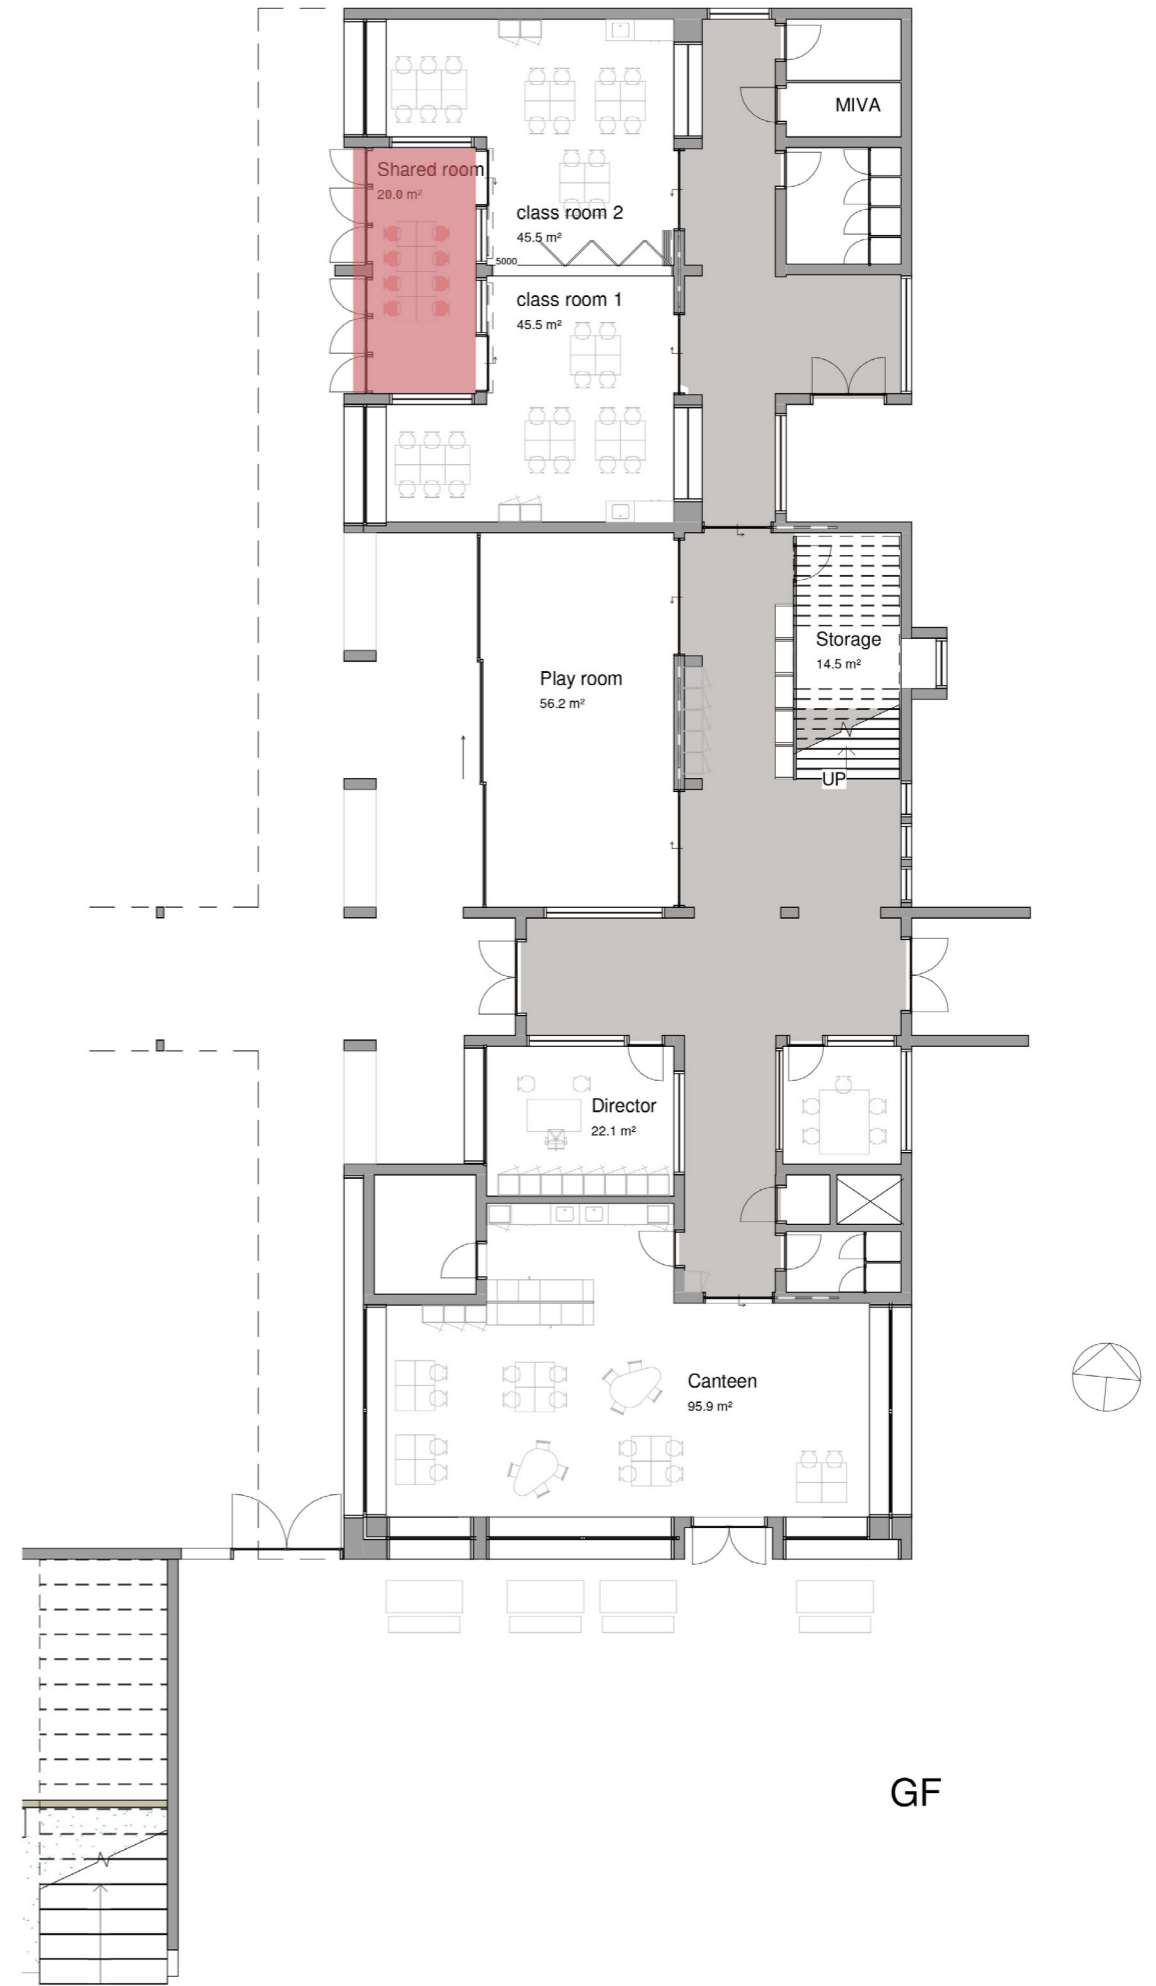 MIVA
Shared room
20.0 m²
class room 2
45.5 m²
5000
class room 1
45.5 m²
Storage
14.5 m²
Play room
56.2 m²
UP
Director
22.1 m²
Canteen
95.9 m²
GF